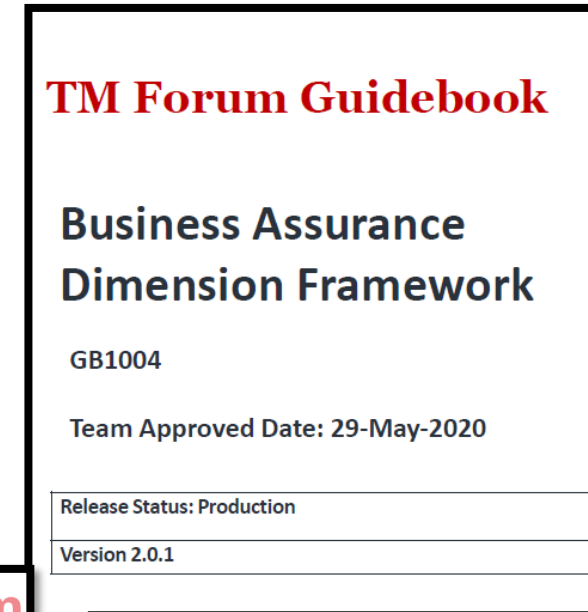 TM Forum Guidebook
Business Assurance
Dimension Framework
GB1004
Team Approved Date: 29-May-2020
Release Status: Production
Version 2.0.1